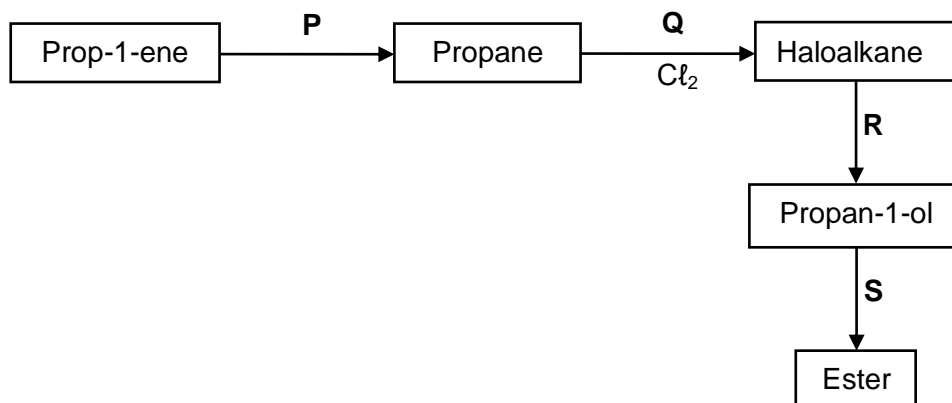 P
Q
Prop-1-ene
Propane
Haloalkane
Cℓ₂
R
Propan-1-ol
S
Ester